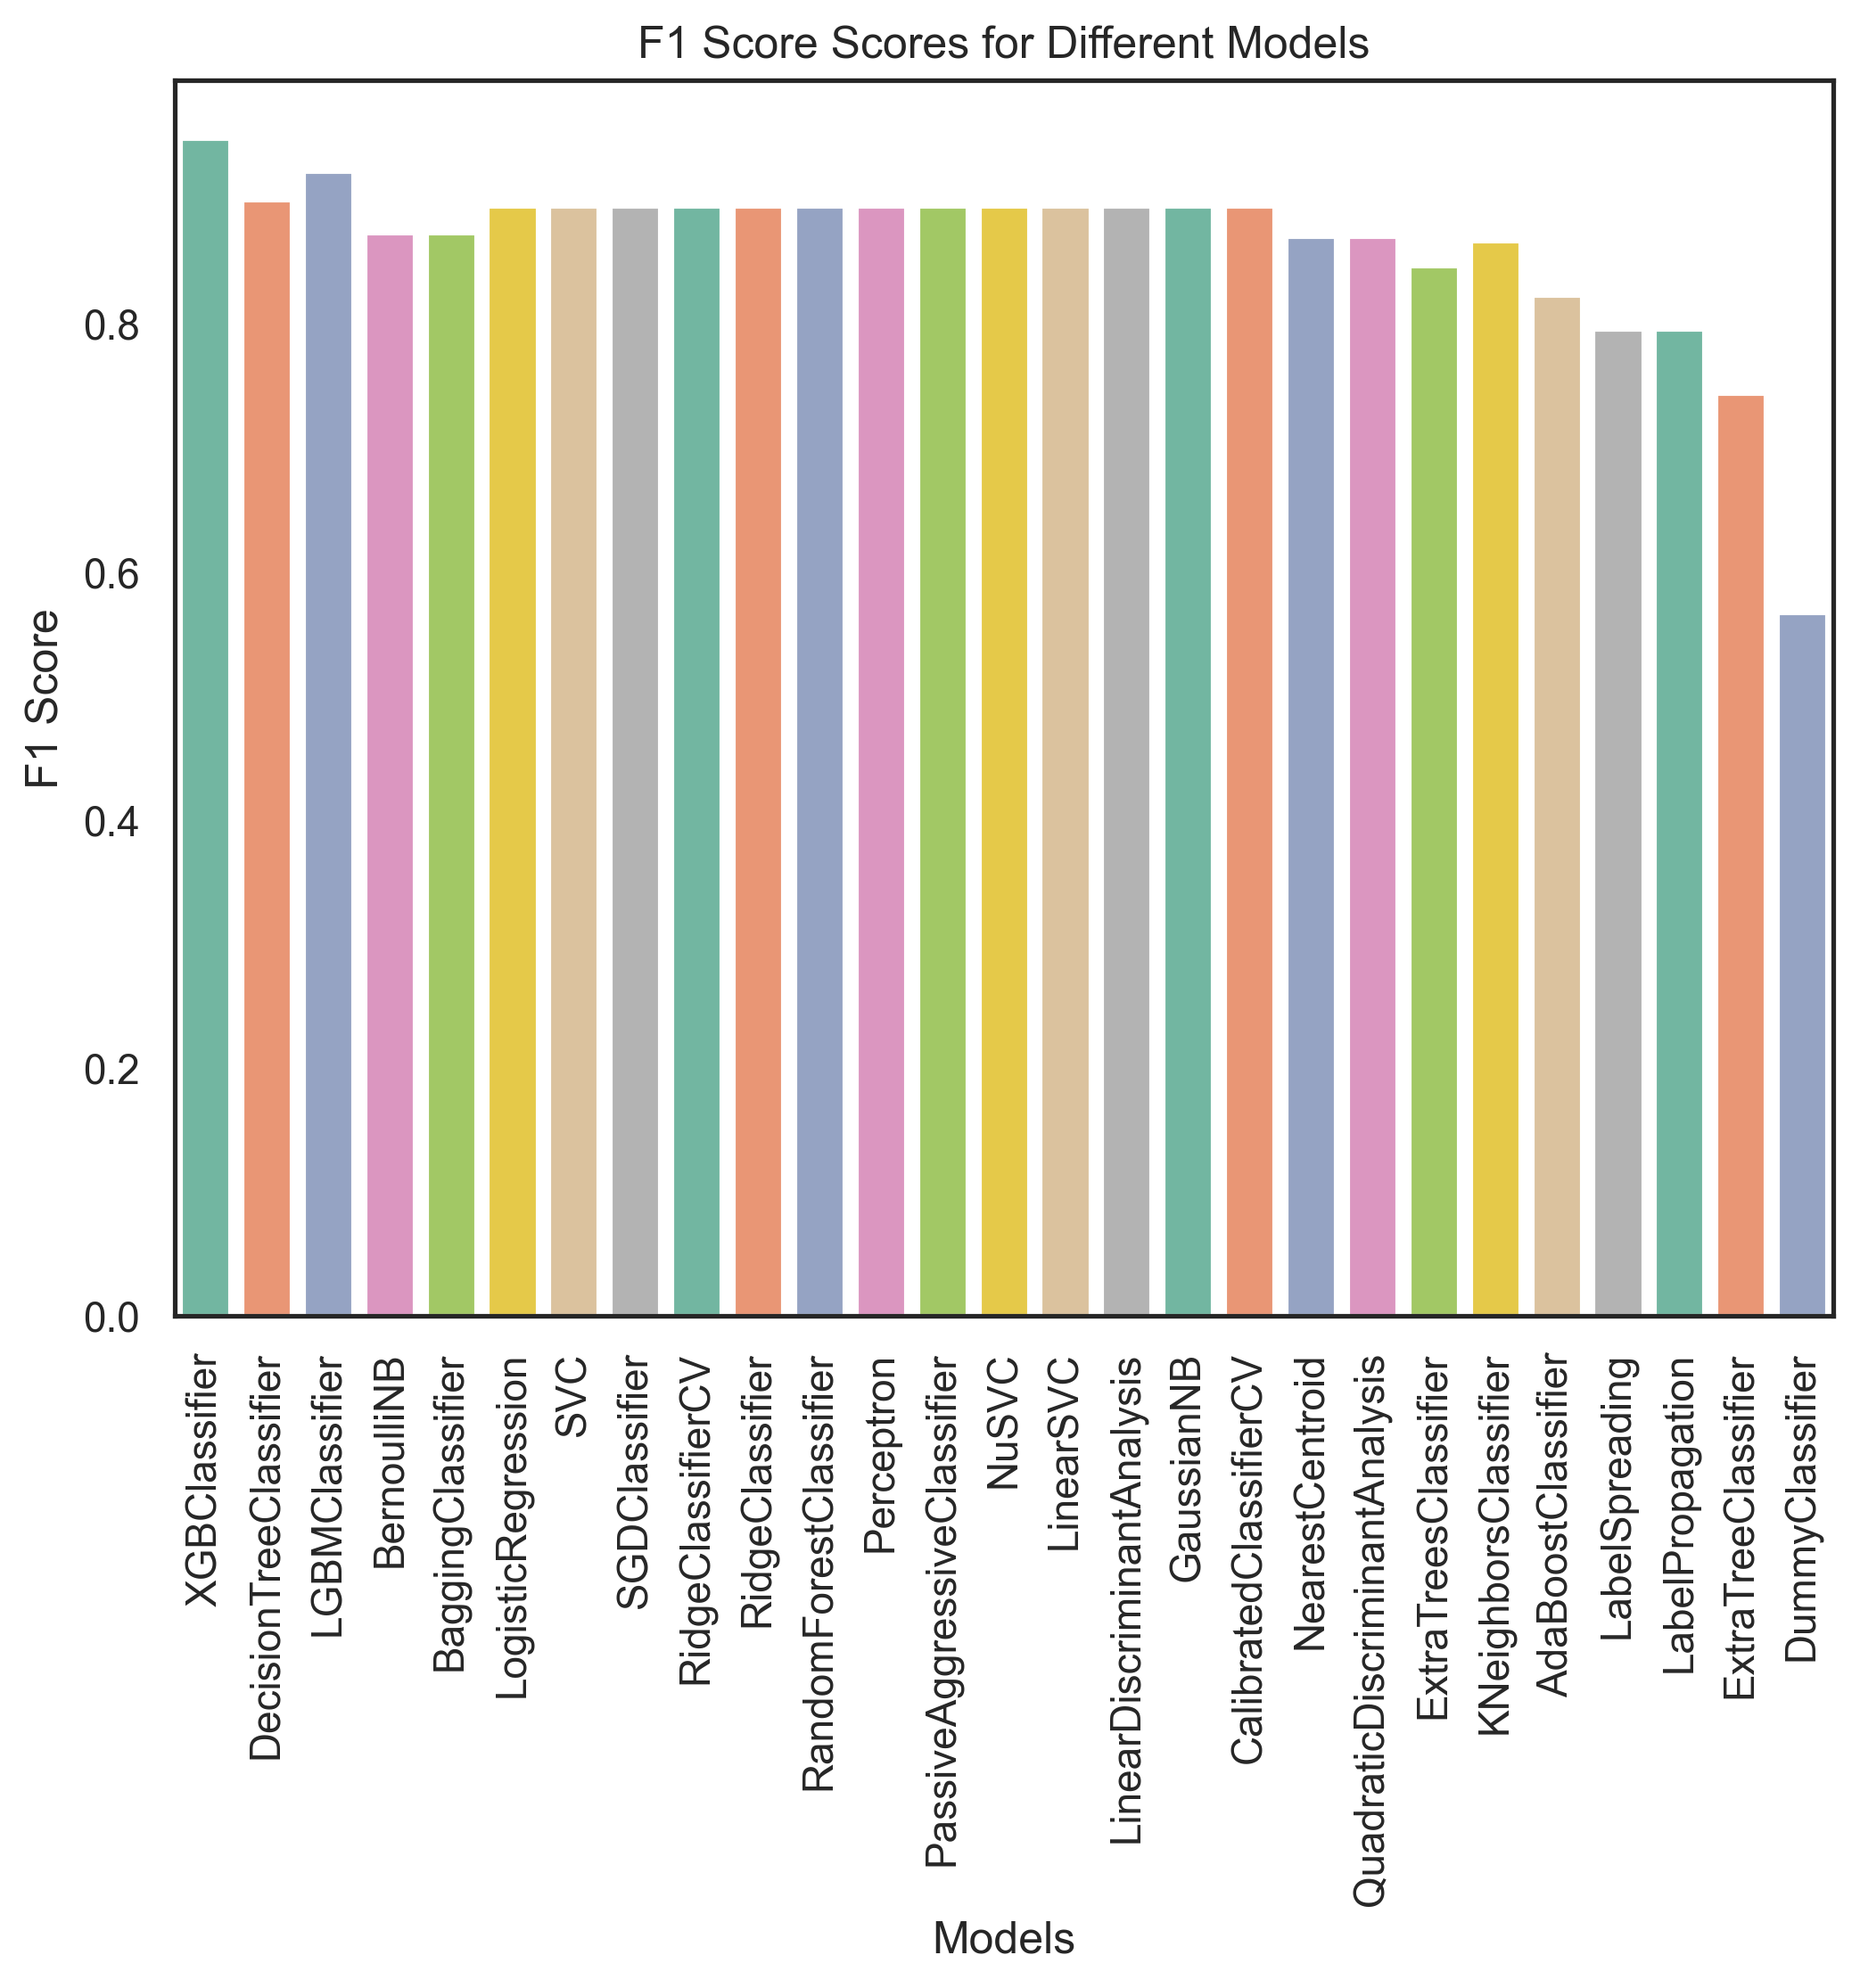 F1 Score Scores for Different Models
F1 Score
0.8
0.6
0.4
0.2
0.0
XGBClassifier
DecisionTreeClassifier
LGBMClassifier
BernoulliNB
BaggingClassifier
LogisticRegression
SVC
SGDClassifier
RidgeClassifierCV
RidgeClassifier
RandomForestClassifier
Perceptron
PassiveAggressiveClassifier
NuSVC
LinearSVC
LinearDiscriminantAnalysis
GaussianNB
CalibratedClassifierCV
NearestCentroid
QuadraticDiscriminantAnalysis
ExtraTreesClassifier
KNeighborsClassifier
AdaBoostClassifier
LabelSpreading
LabelPropagation
ExtraTreeClassifier
DummyClassifier
Models